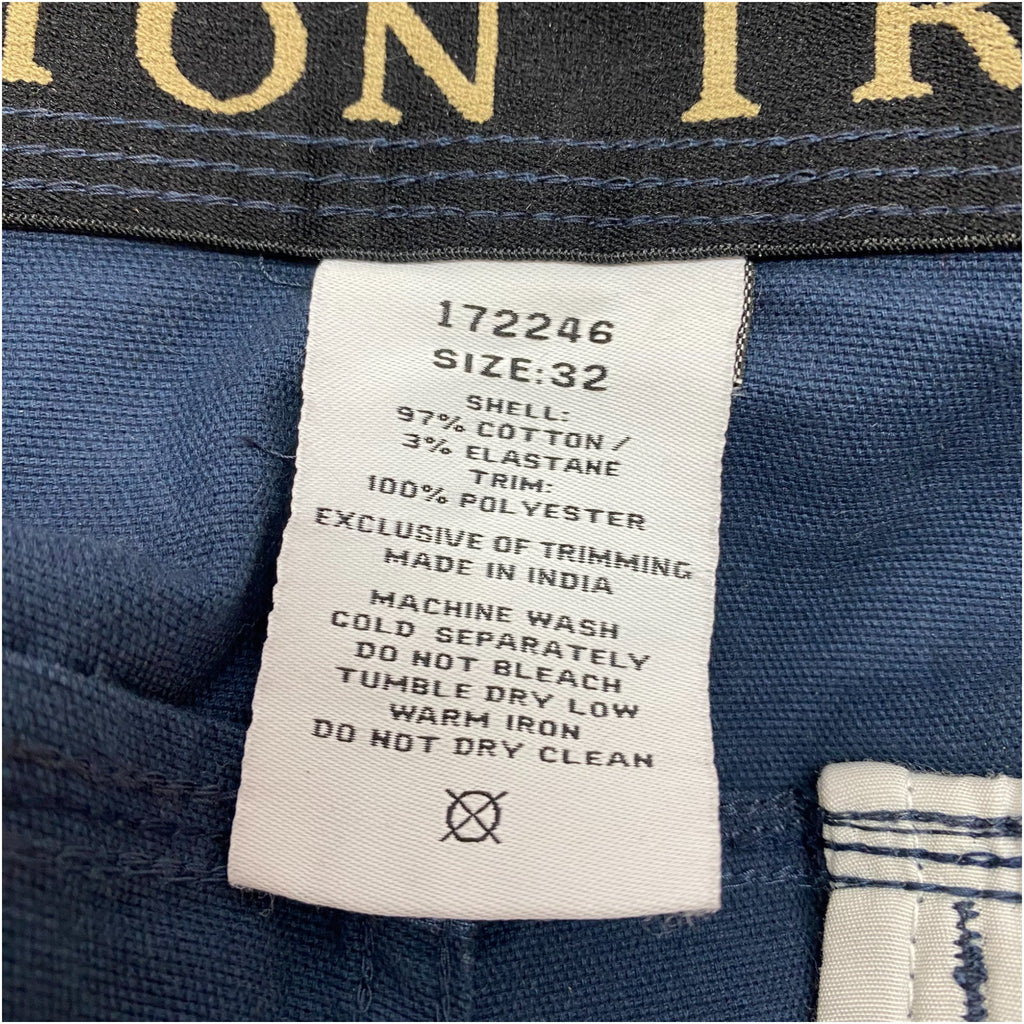 ION TR
172246
SIZE:32
SHELL:
97% COTTON /
3% ELASTANE
TRIM:
100% POLYESTER
EXCLUSIVE OF TRIMMING
MADE IN INDIA
MACHINE WASH
COLD SEPARATELY
DO NOT BLEACH
TUMBLE DRY LOW
WARM IRON
DO NOT DRY CLEAN